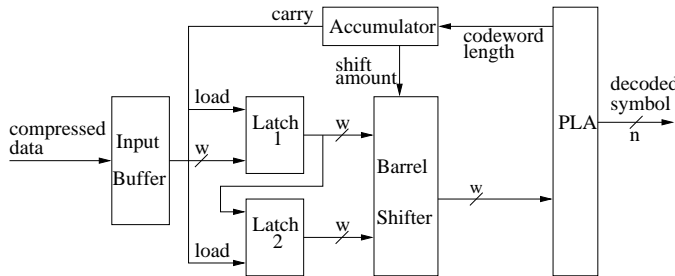 carry
Accumulator
codeword
length
shift
amount
load
Latch
1
w
compressed
data
Input
Buffer
w
Barrel
Shifter
w
PLA
decoded
symbol
n
Latch
2
w
load